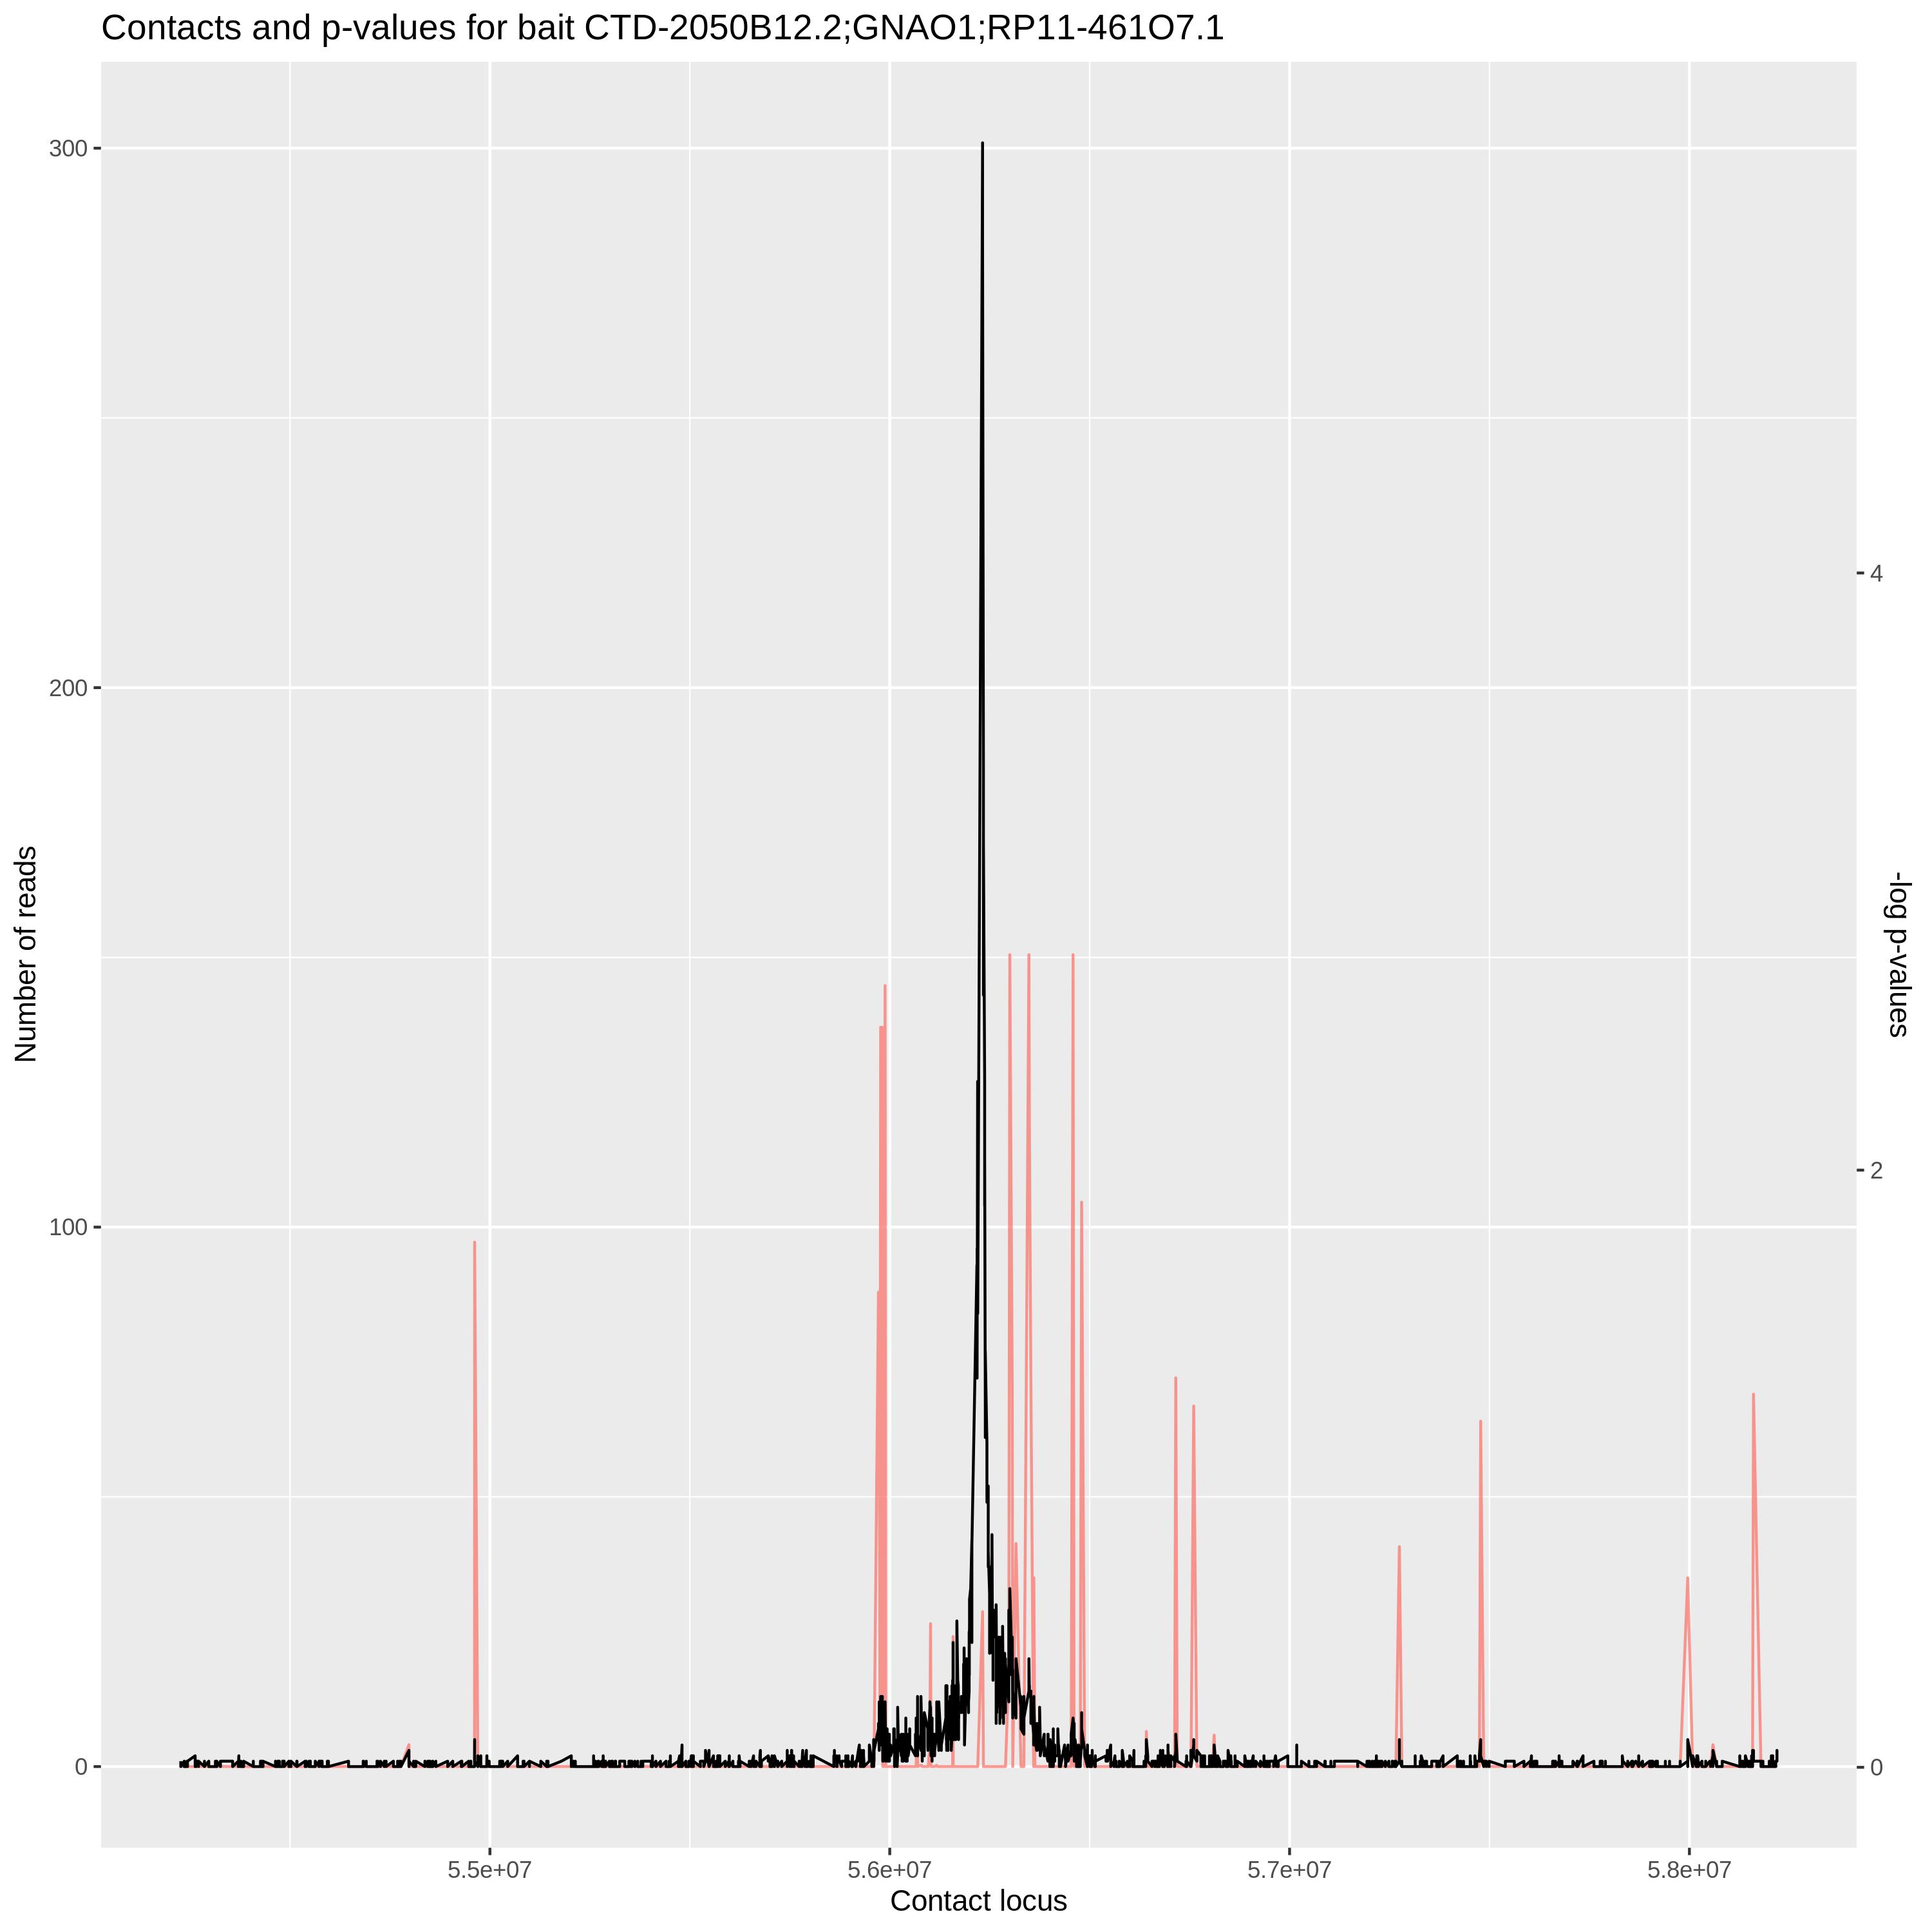 Contacts and p-values for bait CTD-2050B12.2;GNAO1;RP11-461O7.1
300
200
100
0
Number of reads
4
2
0
-log p-values
5.5e+07
5.6e+07
5.7e+07
5.8e+07
Contact locus